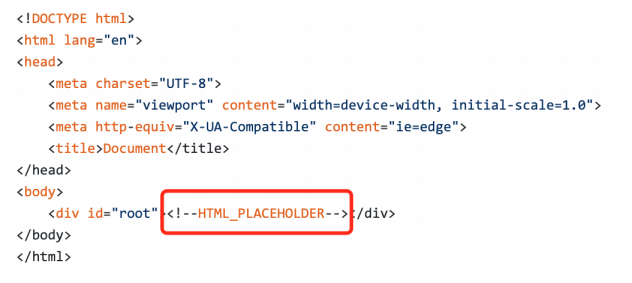 <!DOCTYPE html>
<html lang="en">
<head>
    <meta charset="UTF-8">
    <meta name="viewport" content="width=device-width, initial-scale=1.0">
    <meta http-equiv="X-UA-Compatible" content="ie=edge">
    <title>Document</title>
</head>
<body>
    <div id="root"><!--HTML_PLACEHOLDER--></div>
</body>
</html>